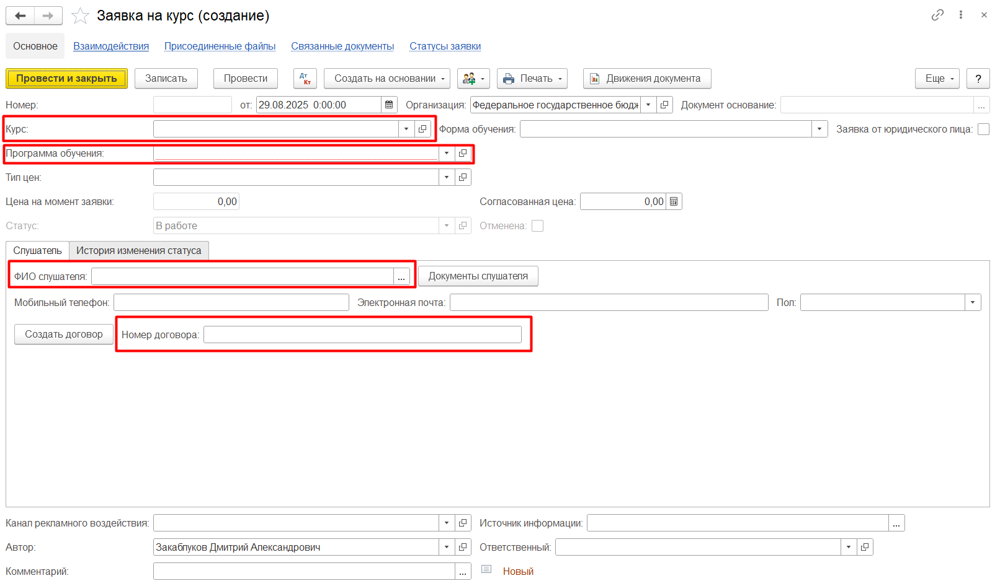 Заявка на курс (создание)
Основное Взаимодействия Присоединенные файлы Связанные документы Статусы заявки
Провести и закрыть Записать Провести Дт Кт Создать на основании Печать Движения документа Еще ?
Номер: от: 29.08.2025 0:00:00 Организация: Федеральное государственное бюдж Документ основание: ...
Курс: Форма обучения: Заявка от юридического лица:
Программа обучения:
Тип цен:
Цена на момент заявки: 0,00 Согласованная цена: 0,00
Статус: В работе Отменена:
Слушатель История изменения статуса
ФИО слушателя: ... Документы слушателя
Мобильный телефон: Электронная почта: Пол:
Создать договор Номер договора:
Канал рекламного воздействия: Источник информации: ...
Автор: Закаблуков Дмитрий Александрович Ответственный:
Комментарий: ... Новый